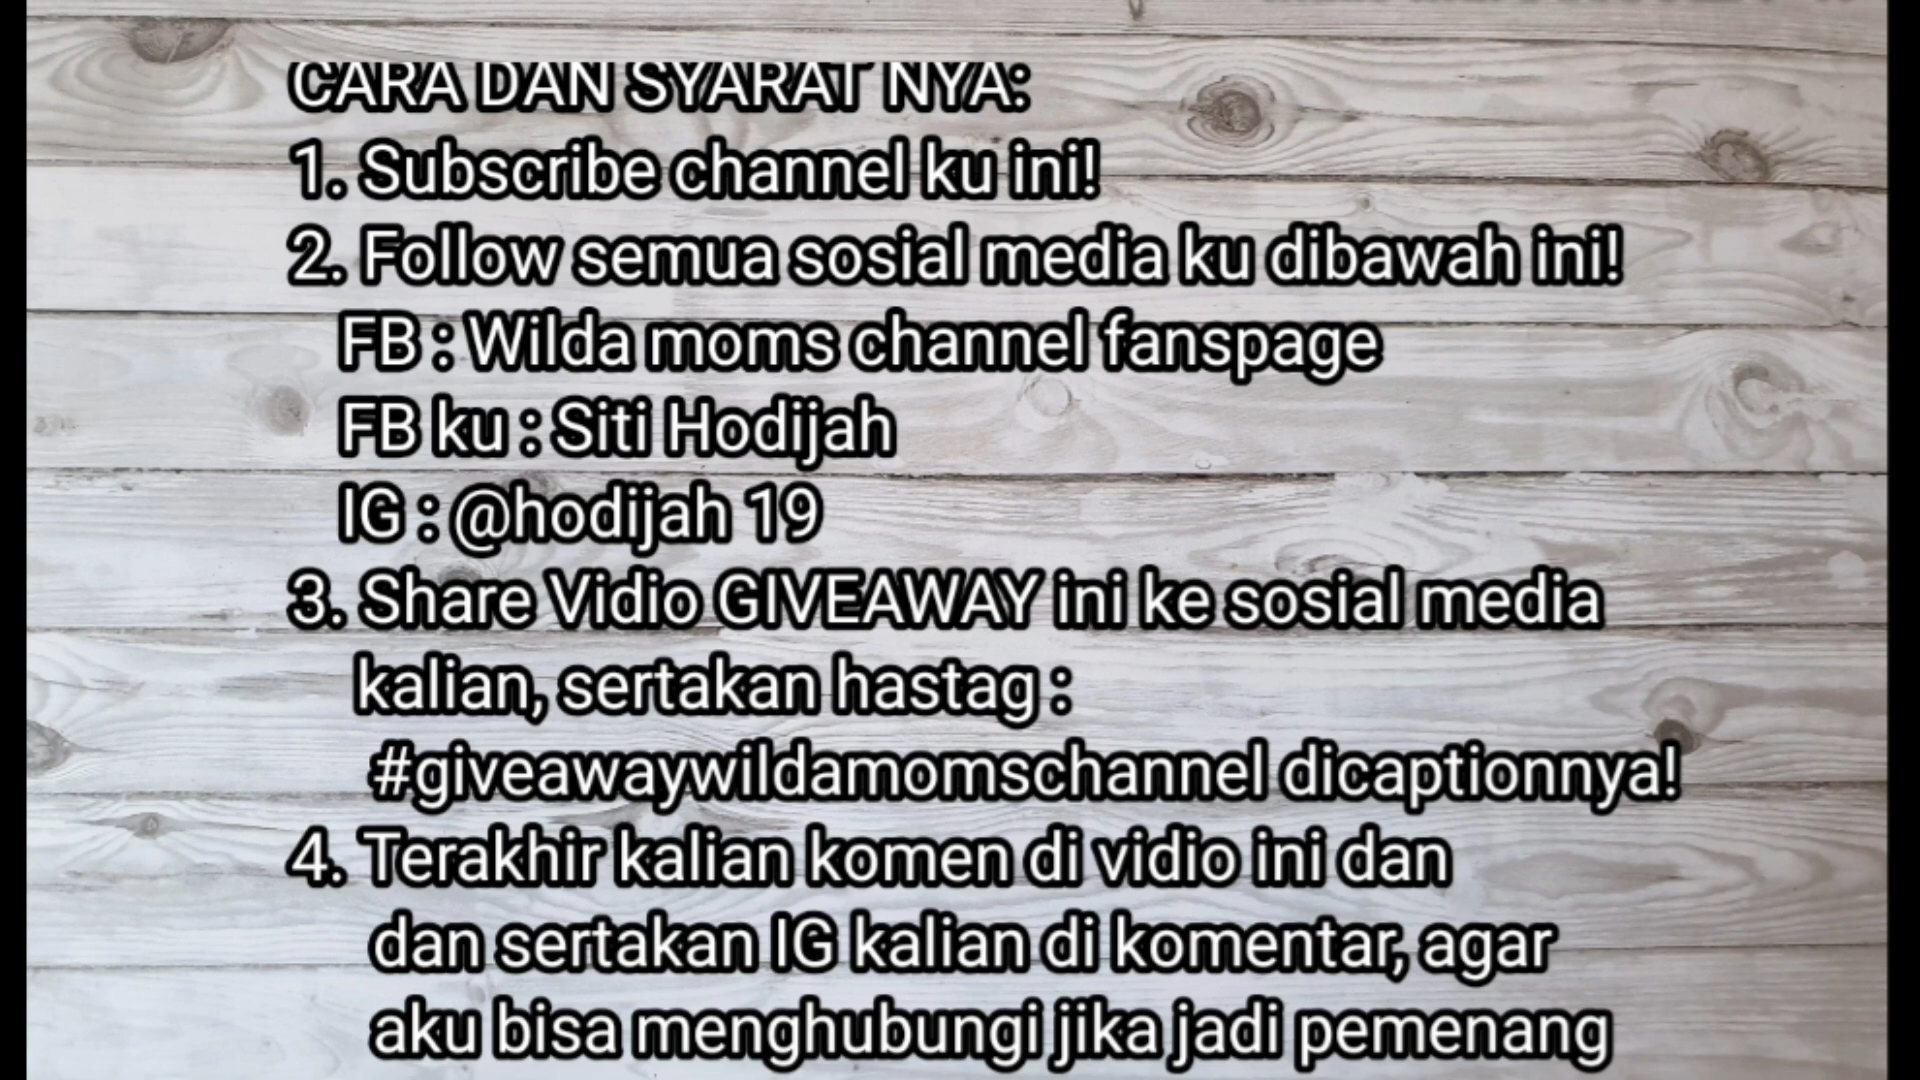 CARA DAN SYARAT NYA:
1. Subscribe channel ku ini!
2. Follow semua sosial media ku dibawah ini!
FB : Wilda moms channel fanspage
FB ku : Siti Hodijah
IG : @hodijah 19
3. Share Vidio GIVEAWAY ini ke sosial media
kalian, sertakan hastag :
#giveawaywildamomschannel dicaptionnya!
4. Terakhir kalian komen di vidio ini dan
dan sertakan IG kalian di komentar, agar
aku bisa menghubungi jika jadi pemenang